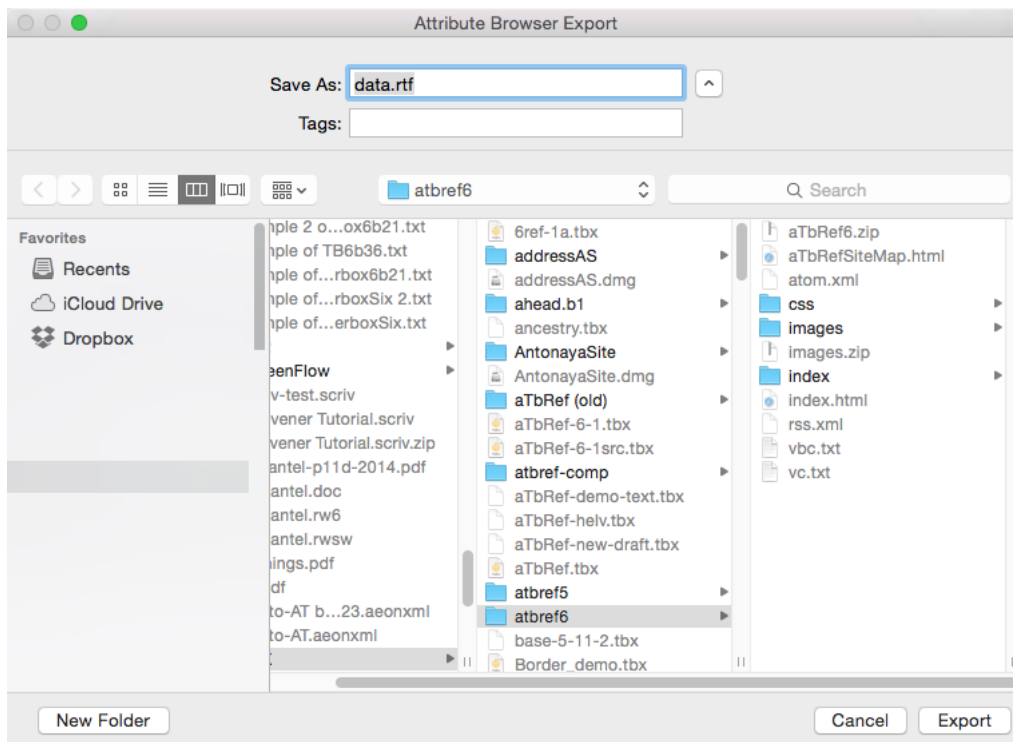 Attribute Browser Export
Save As: data.rtf
Tags:
atbref6
Search
Favorites
Recents
iCloud Drive
Dropbox
nple 2 o...ox6b21.txt
nple of TB6b36.txt
nple of...rbox6b21.txt
nple of...rboxSix 2.txt
nple of...erboxSix.txt
eenFlow
v-test.scriv
vener Tutorial.scriv
vener Tutorial.scriv.zip
antel-p11d-2014.pdf
antel.doc
antel.rw6
antel.rwsw
ings.pdf
df
to-AT b...23.aeonxml
to-AT.aeonxml
6ref-1a.tbx
addressAS
addressAS.dmg
ahead.b1
ancestry.tbx
AntonayaSite
AntonayaSite.dmg
aTbRef (old)
aTbRef-6-1.tbx
aTbRef-6-1src.tbx
atbref-comp
aTbRef-demo-text.tbx
aTbRef-helv.tbx
aTbRef-new-draft.tbx
aTbRef.tbx
atbref5
atbref6
base-5-11-2.tbx
Border_demo.tbx
aTbRef6.zip
aTbRefSiteMap.html
atom.xml
css
images
images.zip
index
index.html
rss.xml
vbc.txt
vc.txt
New Folder
Cancel
Export